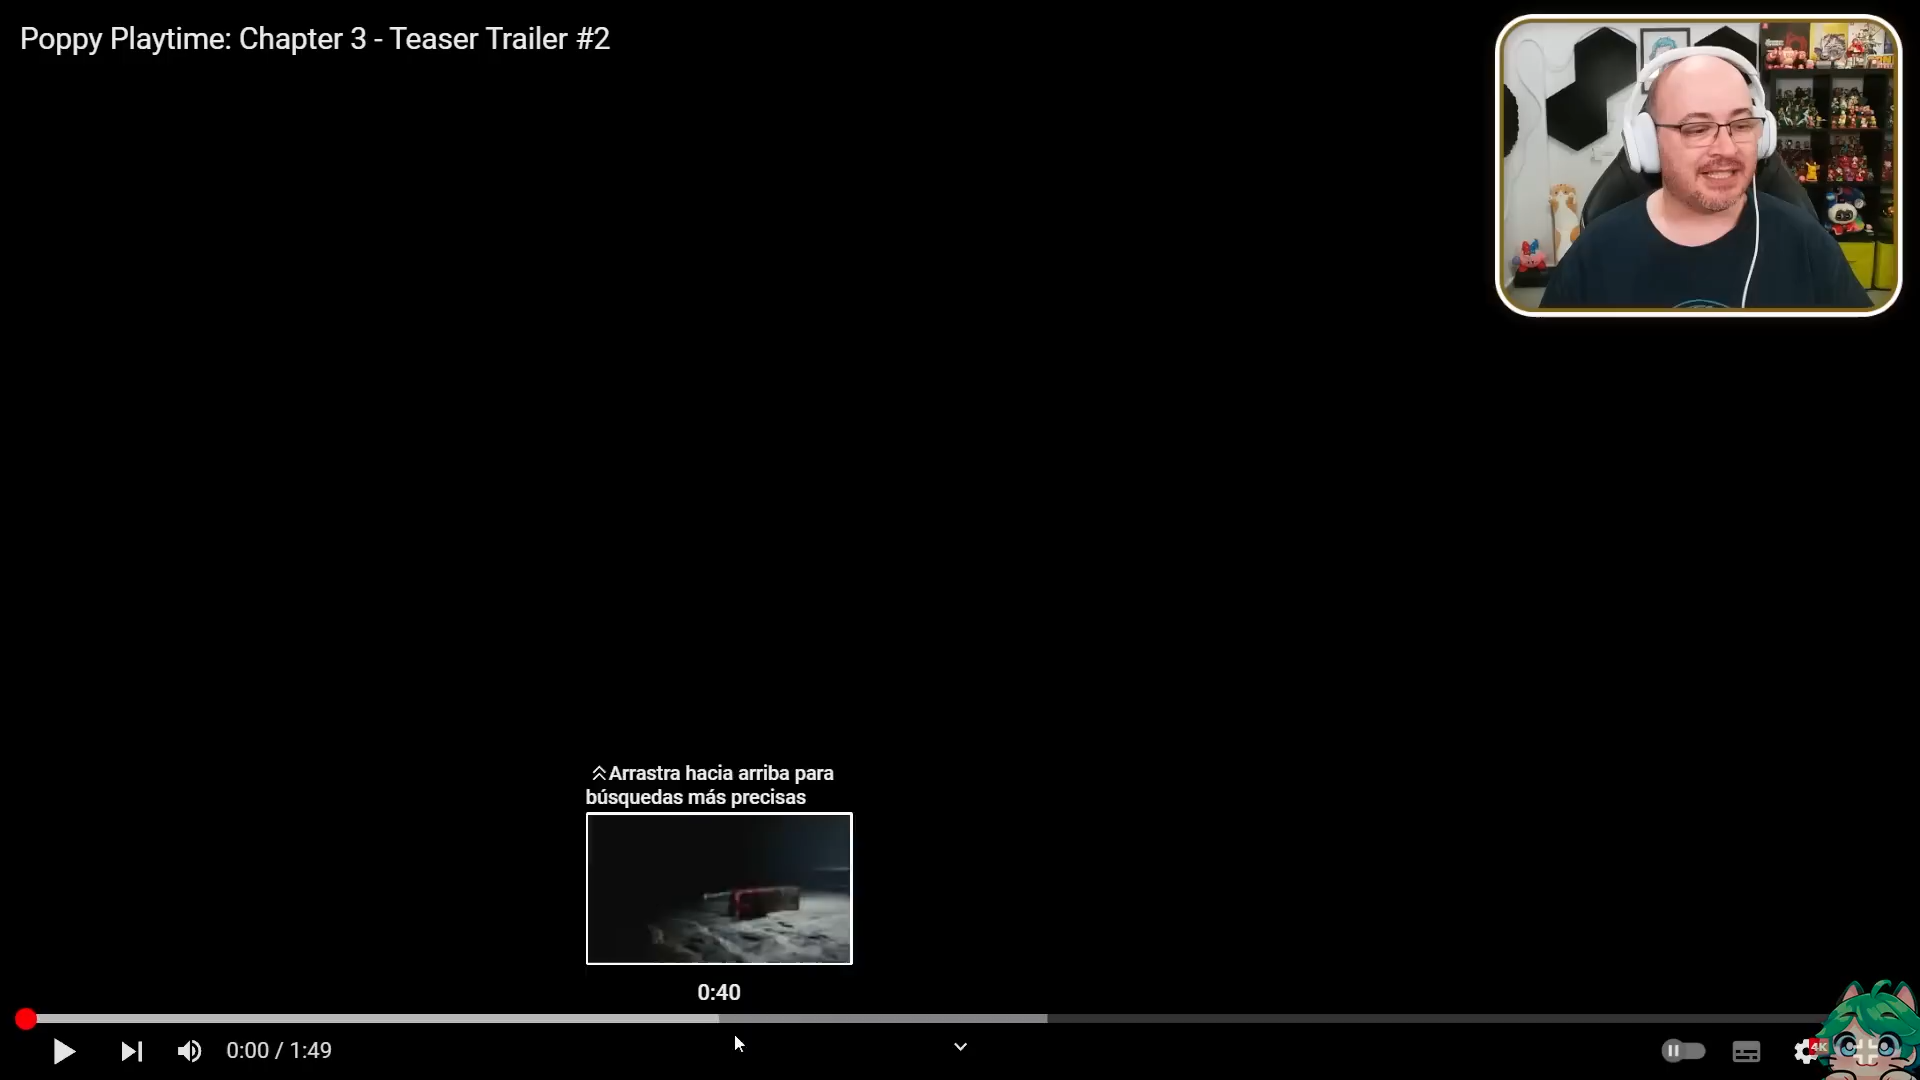 Poppy Playtime: Chapter 3 - Teaser Trailer #2
Arrastra hacia arriba para
búsquedas más precisas
0:40
0:00 / 1:49
4K